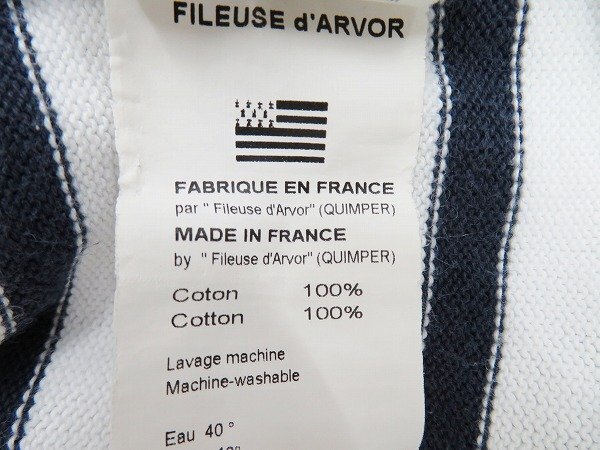 FILEUSE d'ARVOR
FABRIQUE EN FRANCE
par " Fileuse d'Arvor" (QUIMPER)
MADE IN FRANCE
by " Fileuse d'Arvor" (QUIMPER)
Coton 100%
Cotton 100%
Lavage machine
Machine-washable
Eau 40 °